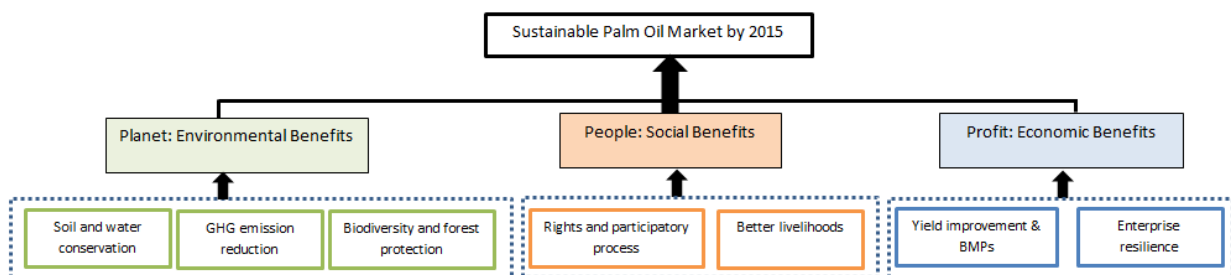 Sustainable Palm Oil Market by 2015
Planet: Environmental Benefits
People: Social Benefits
Profit: Economic Benefits
Soil and water
conservation
GHG emission
reduction
Biodiversity and forest
protection
Rights and participatory
process
Better livelihoods
Yield improvement &
BMPs
Enterprise
resilience